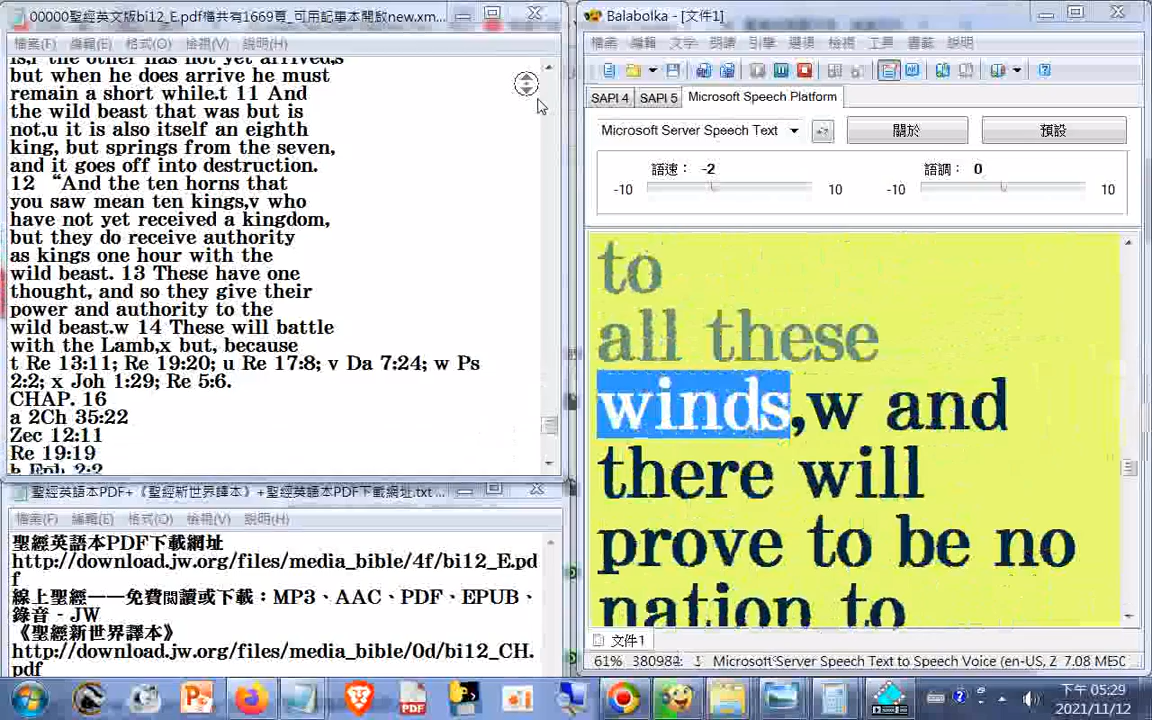 00000聖經英文版bi12_E.pdf檔共有1669頁_可用記事本開啟new.xm...
檔案(F) 編輯(E) 格式(O) 檢視(V) 說明(H)
is,r the other has not yet arrived,s
but when he does arrive he must
remain a short while.t 11 And
the wild beast that was but is
not,u it is also itself an eighth
king, but springs from the seven,
and it goes off into destruction.
12 “And the ten horns that
you saw mean ten kings,v who
have not yet received a kingdom,
but they do receive authority
as kings one hour with the
wild beast. 13 These have one
thought, and so they give their
power and authority to the
wild beast.w 14 These will battle
with the Lamb,x but, because
t Re 13:11; Re 19:20; u Re 17:8; v Da 7:24; w Ps
2:2; x Joh 1:29; Re 5:6.
CHAP. 16
a 2Ch 35:22
Zec 12:11
Re 19:19
b Eph 2:2
聖經英語本PDF+《聖經新世界譯本》+聖經英語本PDF下載網址.txt ...
檔案(F) 編輯(E) 格式(O) 檢視(V) 說明(H)
聖經英語本PDF下載網址
http://download.jw.org/files/media_bible/4f/bi12_E.pd
f
線上聖經——免費閱讀或下載：MP3、AAC、PDF、EPUB、
錄音 - JW
《聖經新世界譯本》
http://download.jw.org/files/media_bible/0d/bi12_CH.
pdf
Balabolka - [文件1]
檔案 編輯 文字 朗讀 引擎 選項 檢視 工具 書籤 說明
SAPI 4 SAPI 5 Microsoft Speech Platform
Microsoft Server Speech Text 關於 預設
語速： -2 語調： 0
-10 10 -10 10
to
all these
winds,w and
there will
prove to be no
nation to
文件1
61% 380982: 1 Microsoft Server Speech Text to Speech Voice (en-US, Z 7.08 МБ
下午 05:29
2021/11/12